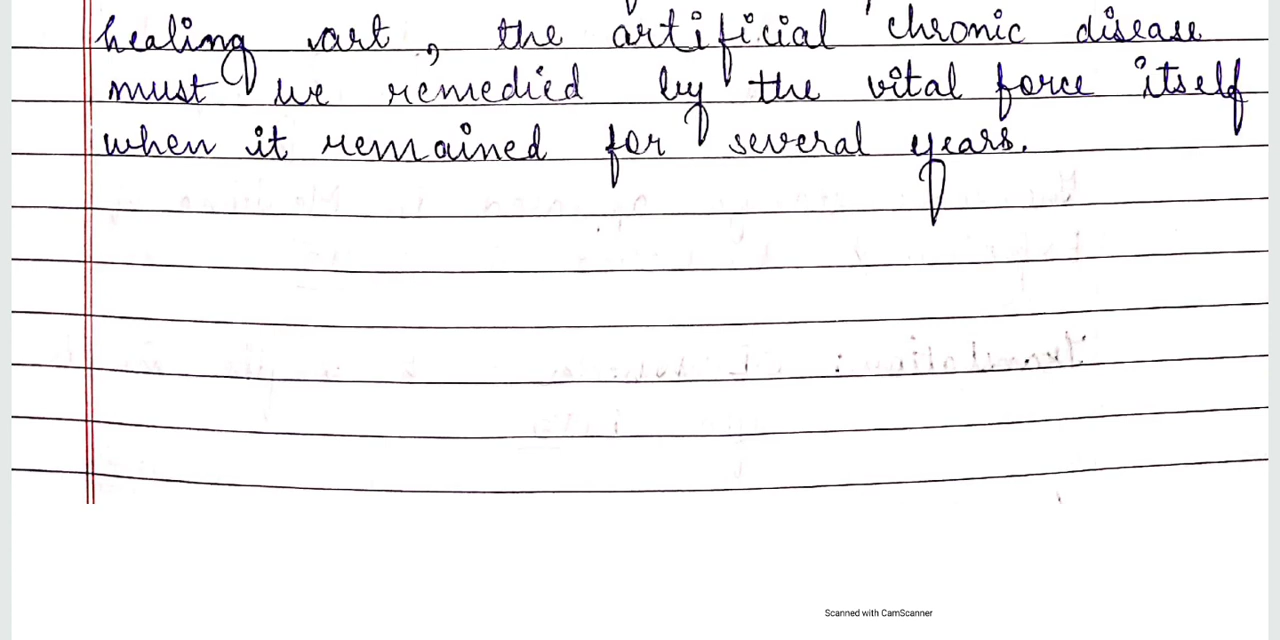 healing art, the artificial chronic disease
must be remedied by the vital force itself
when it remained for several years.
Scanned with CamScanner